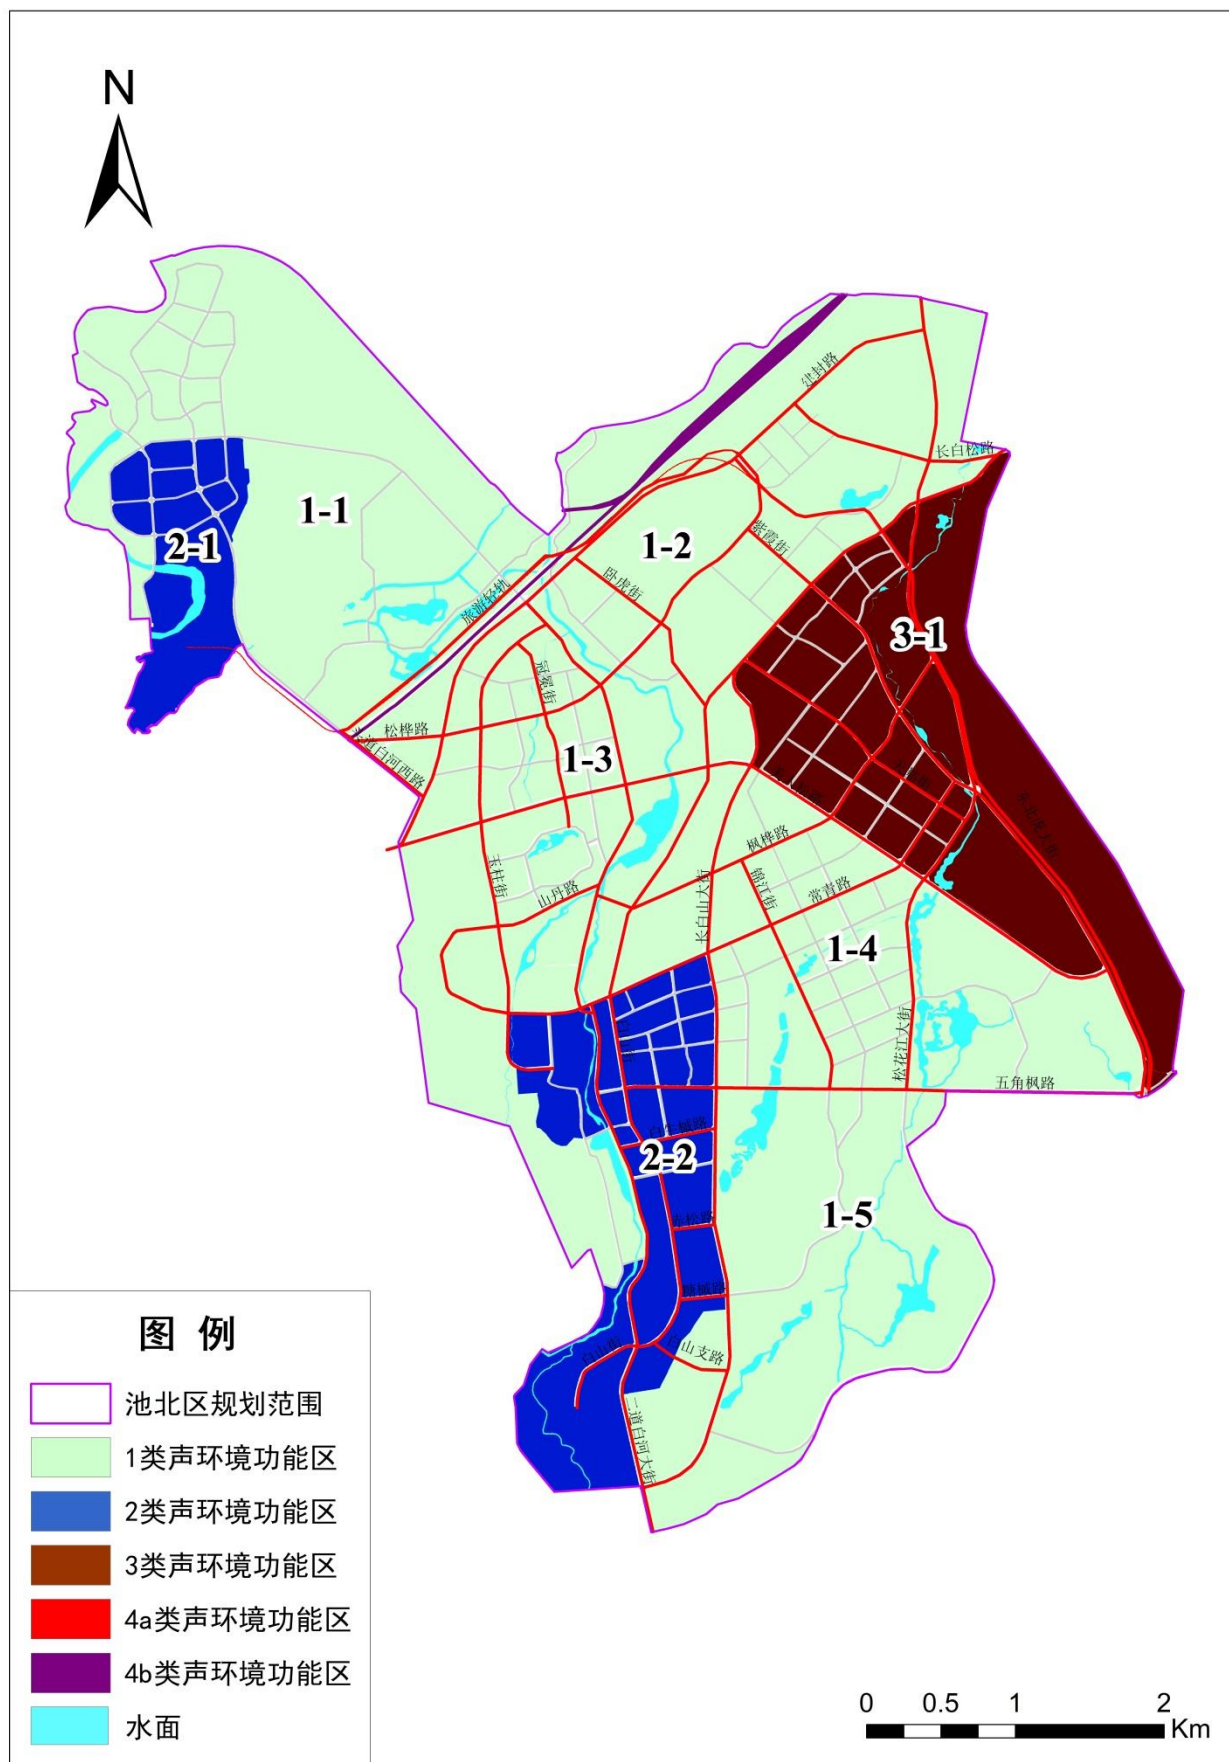 N
建封路
长白松路
1-1
1-2
紫霞街
2-1
卧虎街
旅游轻轨
3-1
冠冕街
松桦路
1-3
枫桦路
玉柱街
锦江街
山丹路
常青路
长白山大街
1-4
松花江大街
五角枫路
2-2
1-5
赤松路
白山街
白山支路
二道白河大街
图 例
池北区规划范围
1类声环境功能区
2类声环境功能区
3类声环境功能区
4a类声环境功能区
4b类声环境功能区
水面
0 0.5 1 2
Km